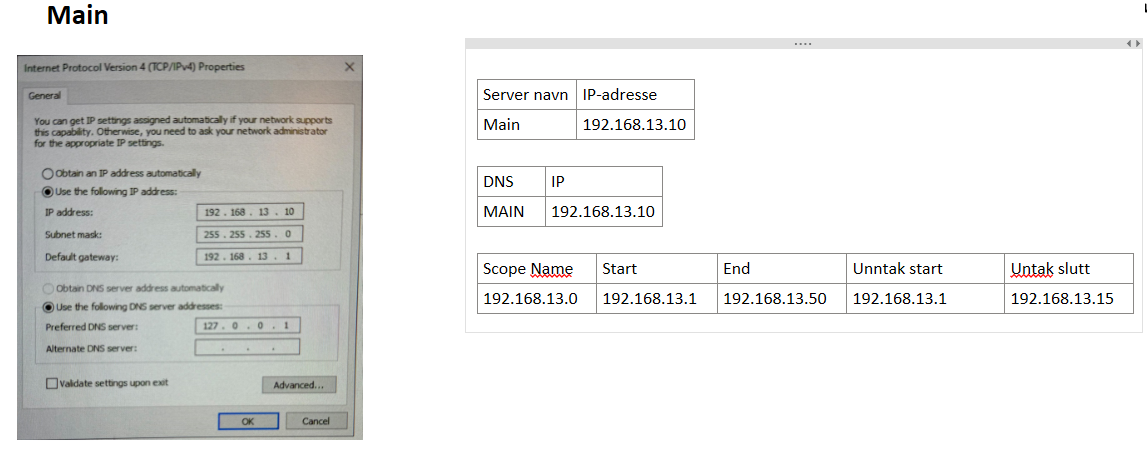 Main
Internet Protocol Version 4 (TCP/IPv4) Properties
General
You can get IP settings assigned automatically if your network supports
this capability. Otherwise, you need to ask your network administrator
for the appropriate IP settings.
Obtain an IP address automatically
Use the following IP address:
IP address: 192 . 168 . 13 . 10
Subnet mask: 255 . 255 . 255 . 0
Default gateway: 192 . 168 . 13 . 1
Obtain DNS server address automatically
Use the following DNS server addresses:
Preferred DNS server: 127 . 0 . 0 . 1
Alternate DNS server: . . .
Validate settings upon exit
Advanced...
OK Cancel
Server navn IP-adresse
Main 192.168.13.10
DNS IP
MAIN 192.168.13.10
Scope Name Start End Unntak start Untak slutt
192.168.13.0 192.168.13.1 192.168.13.50 192.168.13.1 192.168.13.15